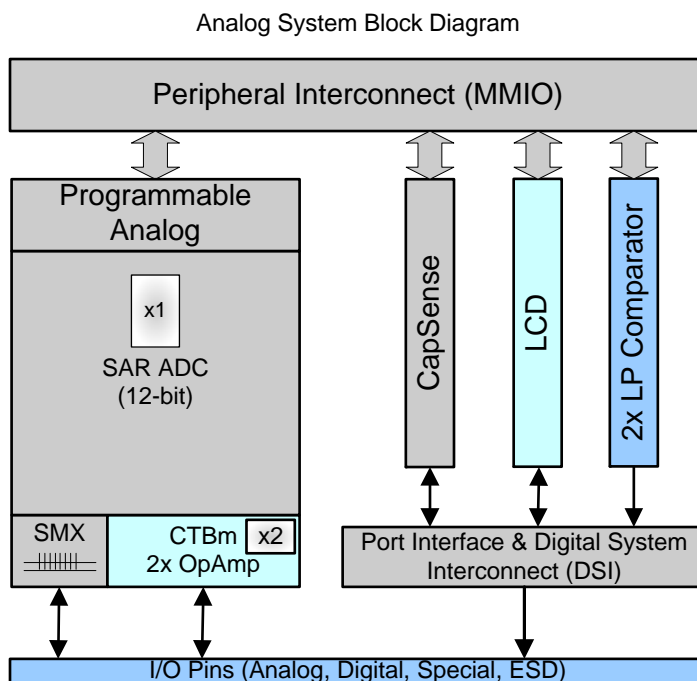 Analog System Block Diagram
Peripheral Interconnect (MMIO)
Programmable
Analog
x1
SAR ADC
(12-bit)
CapSense
LCD
2x LP Comparator
SMX
CTBm
x2
2x OpAmp
Port Interface & Digital System
Interconnect (DSI)
I/O Pins (Analog, Digital, Special, ESD)